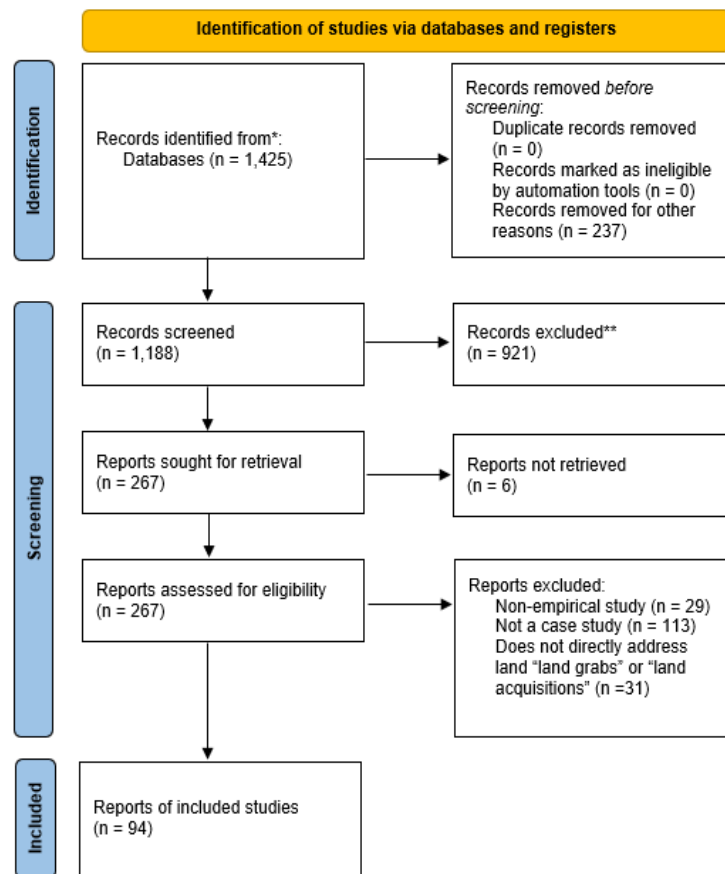 Identification of studies via databases and registers
Identification
Records identified from*:
Databases (n = 1,425)
Records removed before
screening:
Duplicate records removed
(n = 0)
Records marked as ineligible
by automation tools (n = 0)
Records removed for other
reasons (n = 237)
Screening
Records screened
(n = 1,188)
Records excluded**
(n = 921)
Reports sought for retrieval
(n = 267)
Reports not retrieved
(n = 6)
Reports assessed for eligibility
(n = 267)
Reports excluded:
Non-empirical study (n = 29)
Not a case study (n = 113)
Does not directly address
land “land grabs” or “land
acquisitions” (n =31)
Included
Reports of included studies
(n = 94)